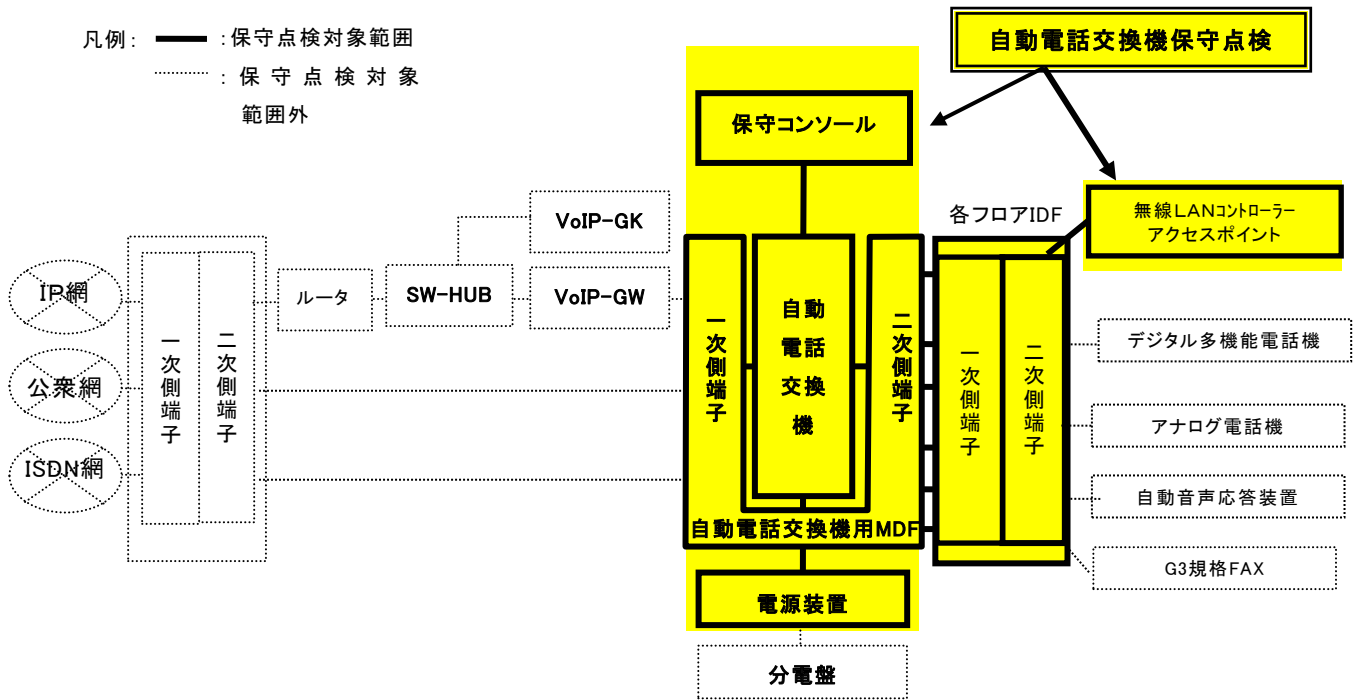 凡例: ━━━ :保守点検対象範囲
............ : 保守点検対象
範囲外
自動電話交換機保守点検
保守コンソール
無線LANコントローラー
アクセスポイント
各フロアIDF
VoIP-GK
VoIP-GW
SW-HUB
ルータ
IP網
公衆網
ISDN網
一次側端子
二次側端子
一次側端子
自動電話交換機
二次側端子
自動電話交換機用MDF
一次側端子
二次側端子
デジタル多機能電話機
アナログ電話機
自動音声応答装置
G3規格FAX
電源装置
分電盤